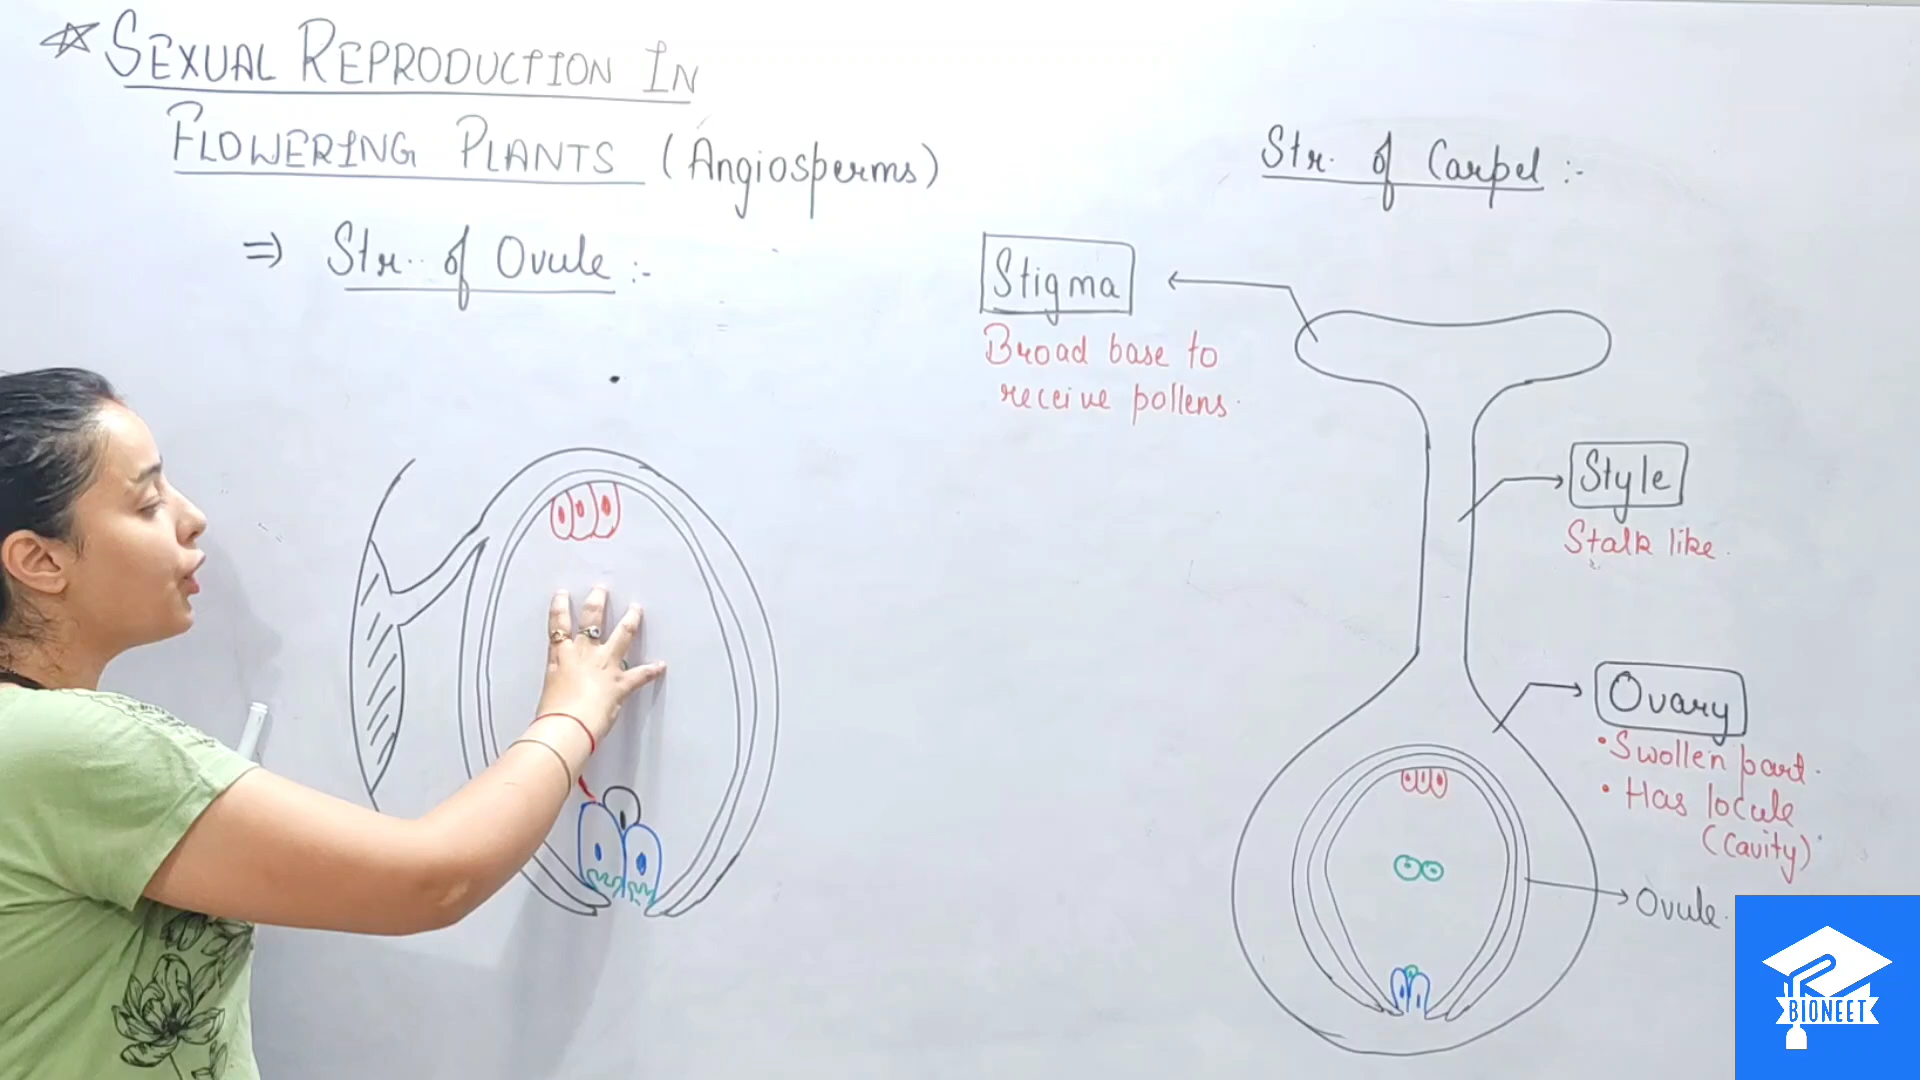 SEXUAL REPRODUCTION IN
FLOWERING PLANTS (Angiosperms)
⇒ Str. of Ovule :-
Str. of Carpel :-
Stigma
Broad base to
receive pollens.
Style
Stalk like.
Ovary
• Swollen part.
• Has locule
(cavity)
Ovule.
BIONEET